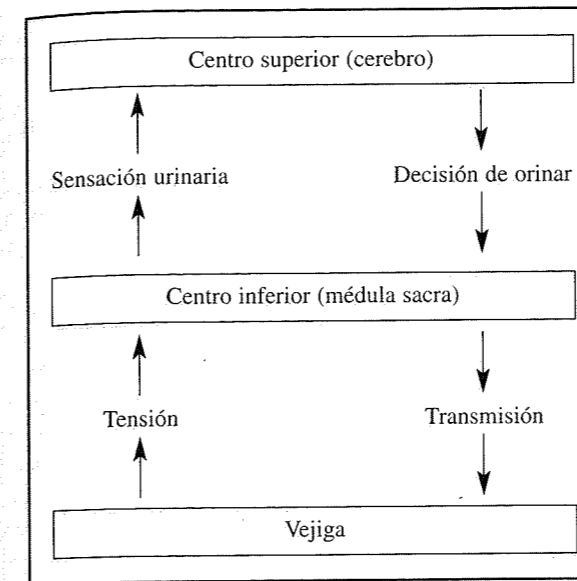 Centro superior (cerebro)
Sensación urinaria
Decisión de orinar
Centro inferior (médula sacra)
Tensión
Transmisión
Vejiga